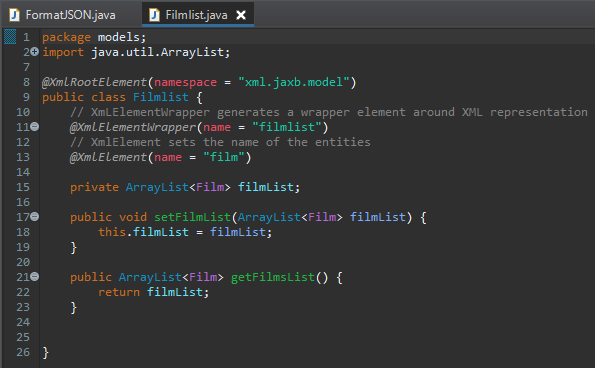 FormatJSON.java Filmlist.java
1 package models;
2 import java.util.ArrayList;
7
8 @XmlRootElement(namespace = "xml.jaxb.model")
9 public class Filmlist {
10 // XmLElementWrapper generates a wrapper element around XML representation
11 @XmlElementWrapper(name = "filmlist")
12 // XmlElement sets the name of the entities
13 @XmlElement(name = "film")
14
15 private ArrayList<Film> filmList;
16
17 public void setFilmList(ArrayList<Film> filmList) {
18 this.filmList = filmList;
19 }
20
21 public ArrayList<Film> getFilmsList() {
22 return filmList;
23 }
24
25
26 }